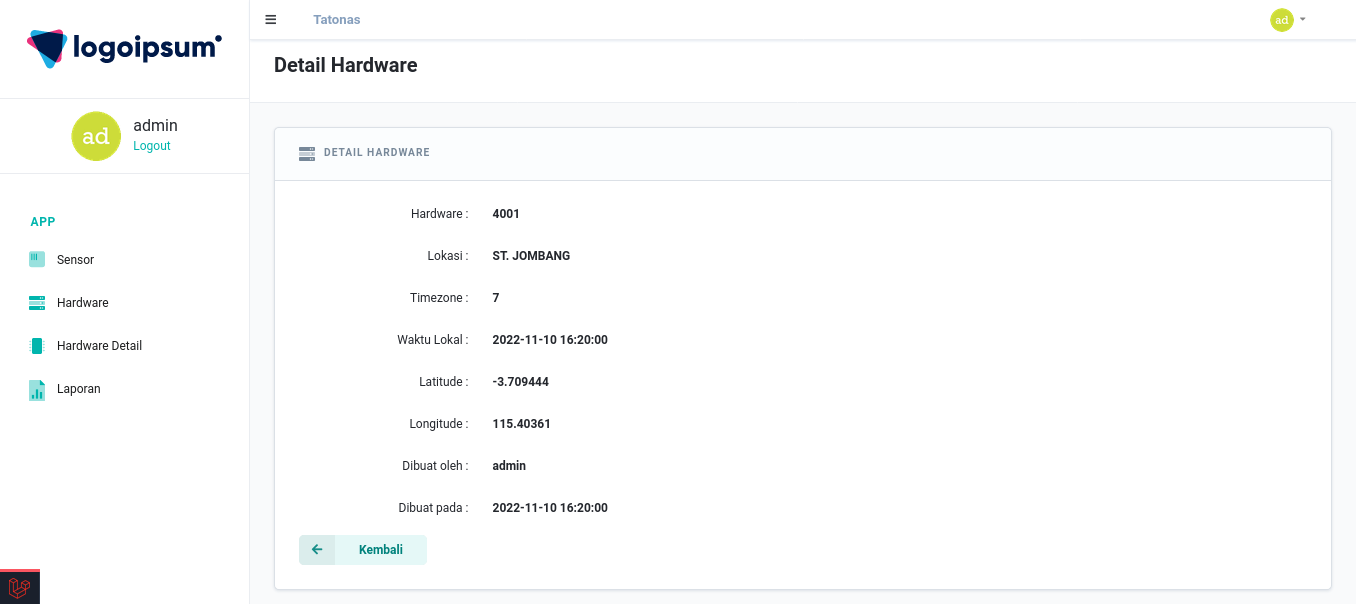 logoipsum
Tatonas
ad
Detail Hardware
ad
admin
Logout
APP
Sensor
Hardware
Hardware Detail
Laporan
DETAIL HARDWARE
Hardware : 4001
Lokasi : ST. JOMBANG
Timezone : 7
Waktu Lokal : 2022-11-10 16:20:00
Latitude : -3.709444
Longitude : 115.40361
Dibuat oleh : admin
Dibuat pada : 2022-11-10 16:20:00
Kembali